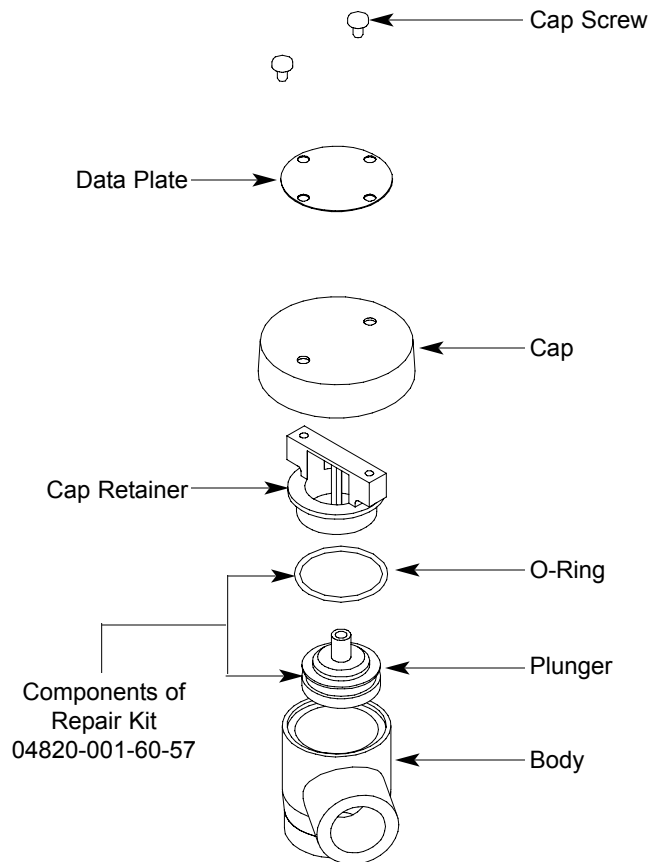 Cap Screw
Data Plate
Cap
Cap Retainer
O-Ring
Plunger
Components of
Repair Kit
04820-001-60-57
Body